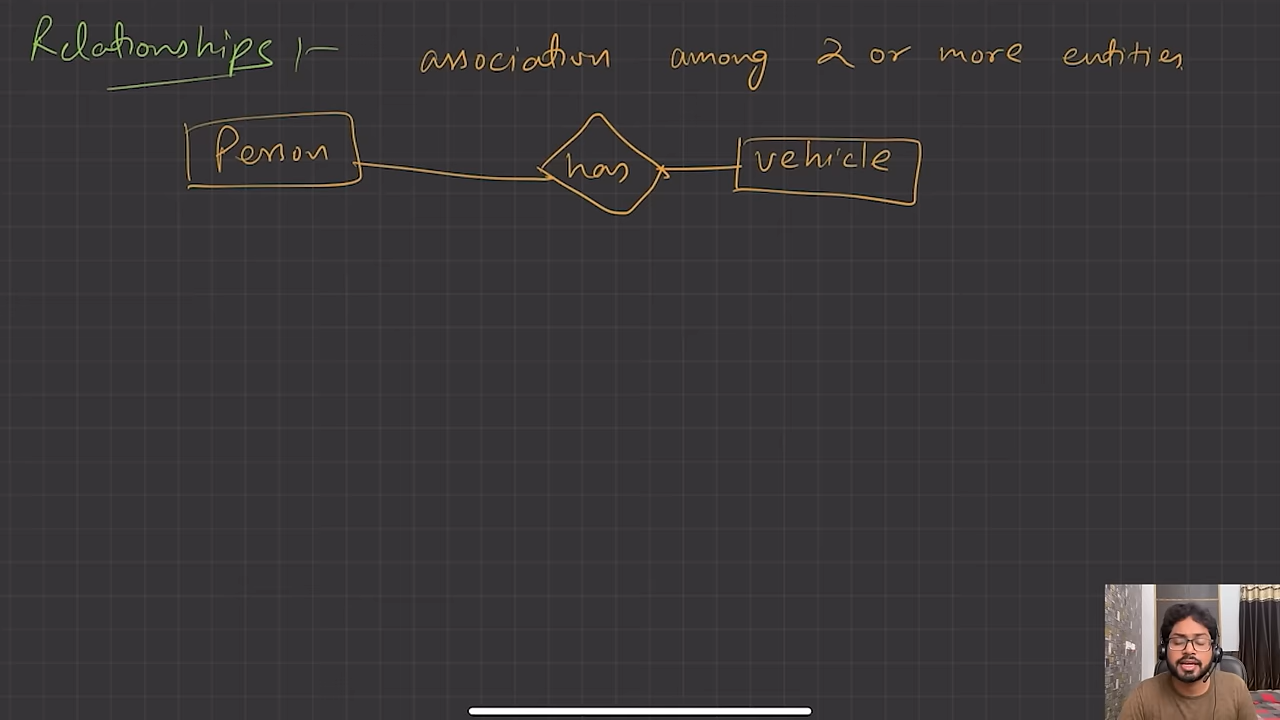 Relationships :- association among 2 or more entities
Person has vehicle